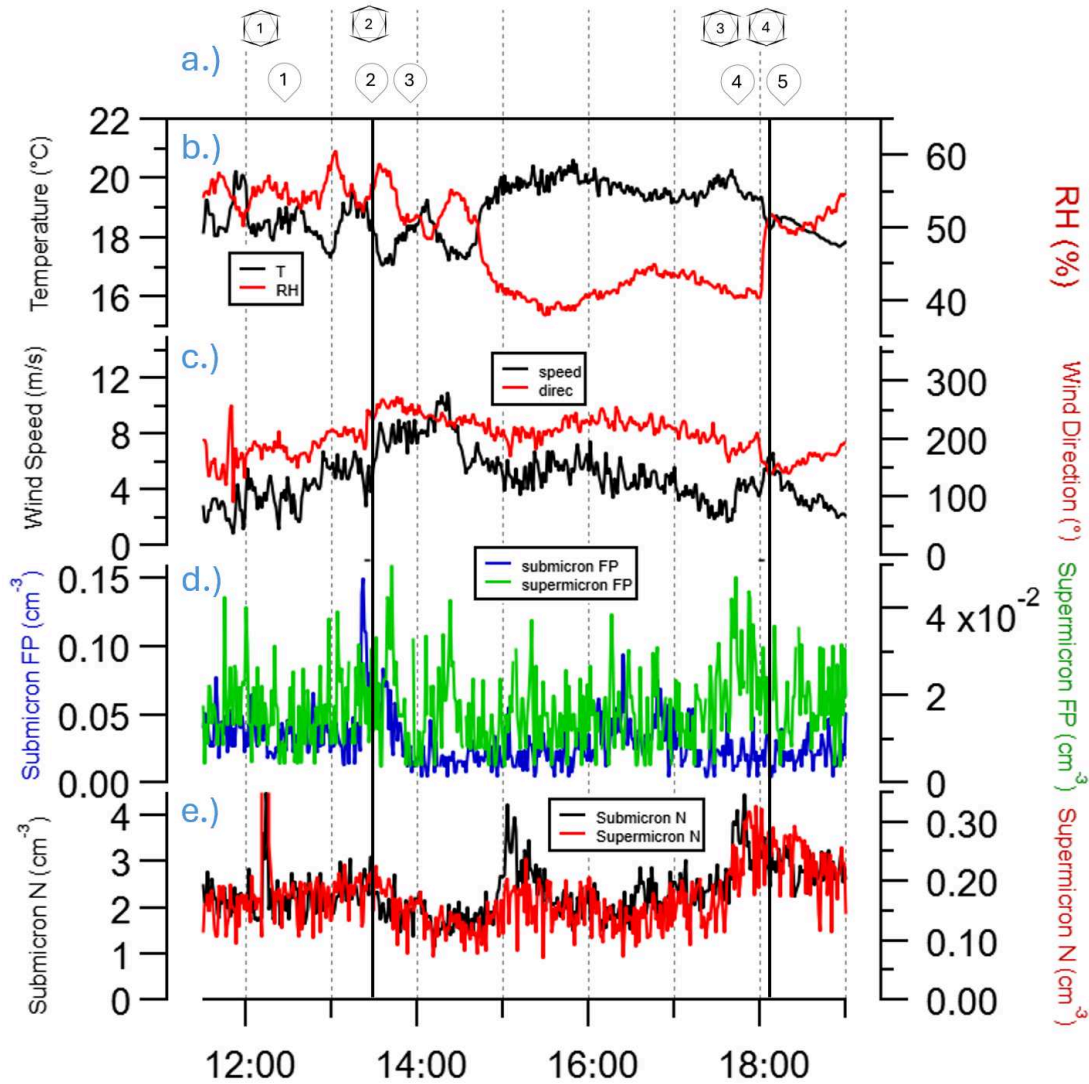 1 2 3 4
a.)
1 2 3 4 5
b.)
Temperature (°C)
22
20
18
16
T
RH
60
50
40
RH (%)
c.)
Wind Speed (m/s)
12
8
4
0
speed
direc
300
200
100
0
Wind Direction (°)
d.)
Submicron FP (cm⁻³)
0.15
0.10
0.05
0.00
submicron FP
supermicron FP
4 x10⁻²
2
0
Supermicron FP (cm⁻³)
e.)
Submicron N (cm⁻³)
4
3
2
1
0
Submicron N
Supermicron N
0.30
0.20
0.10
0.00
Supermicron N (cm⁻³)
12:00 14:00 16:00 18:00